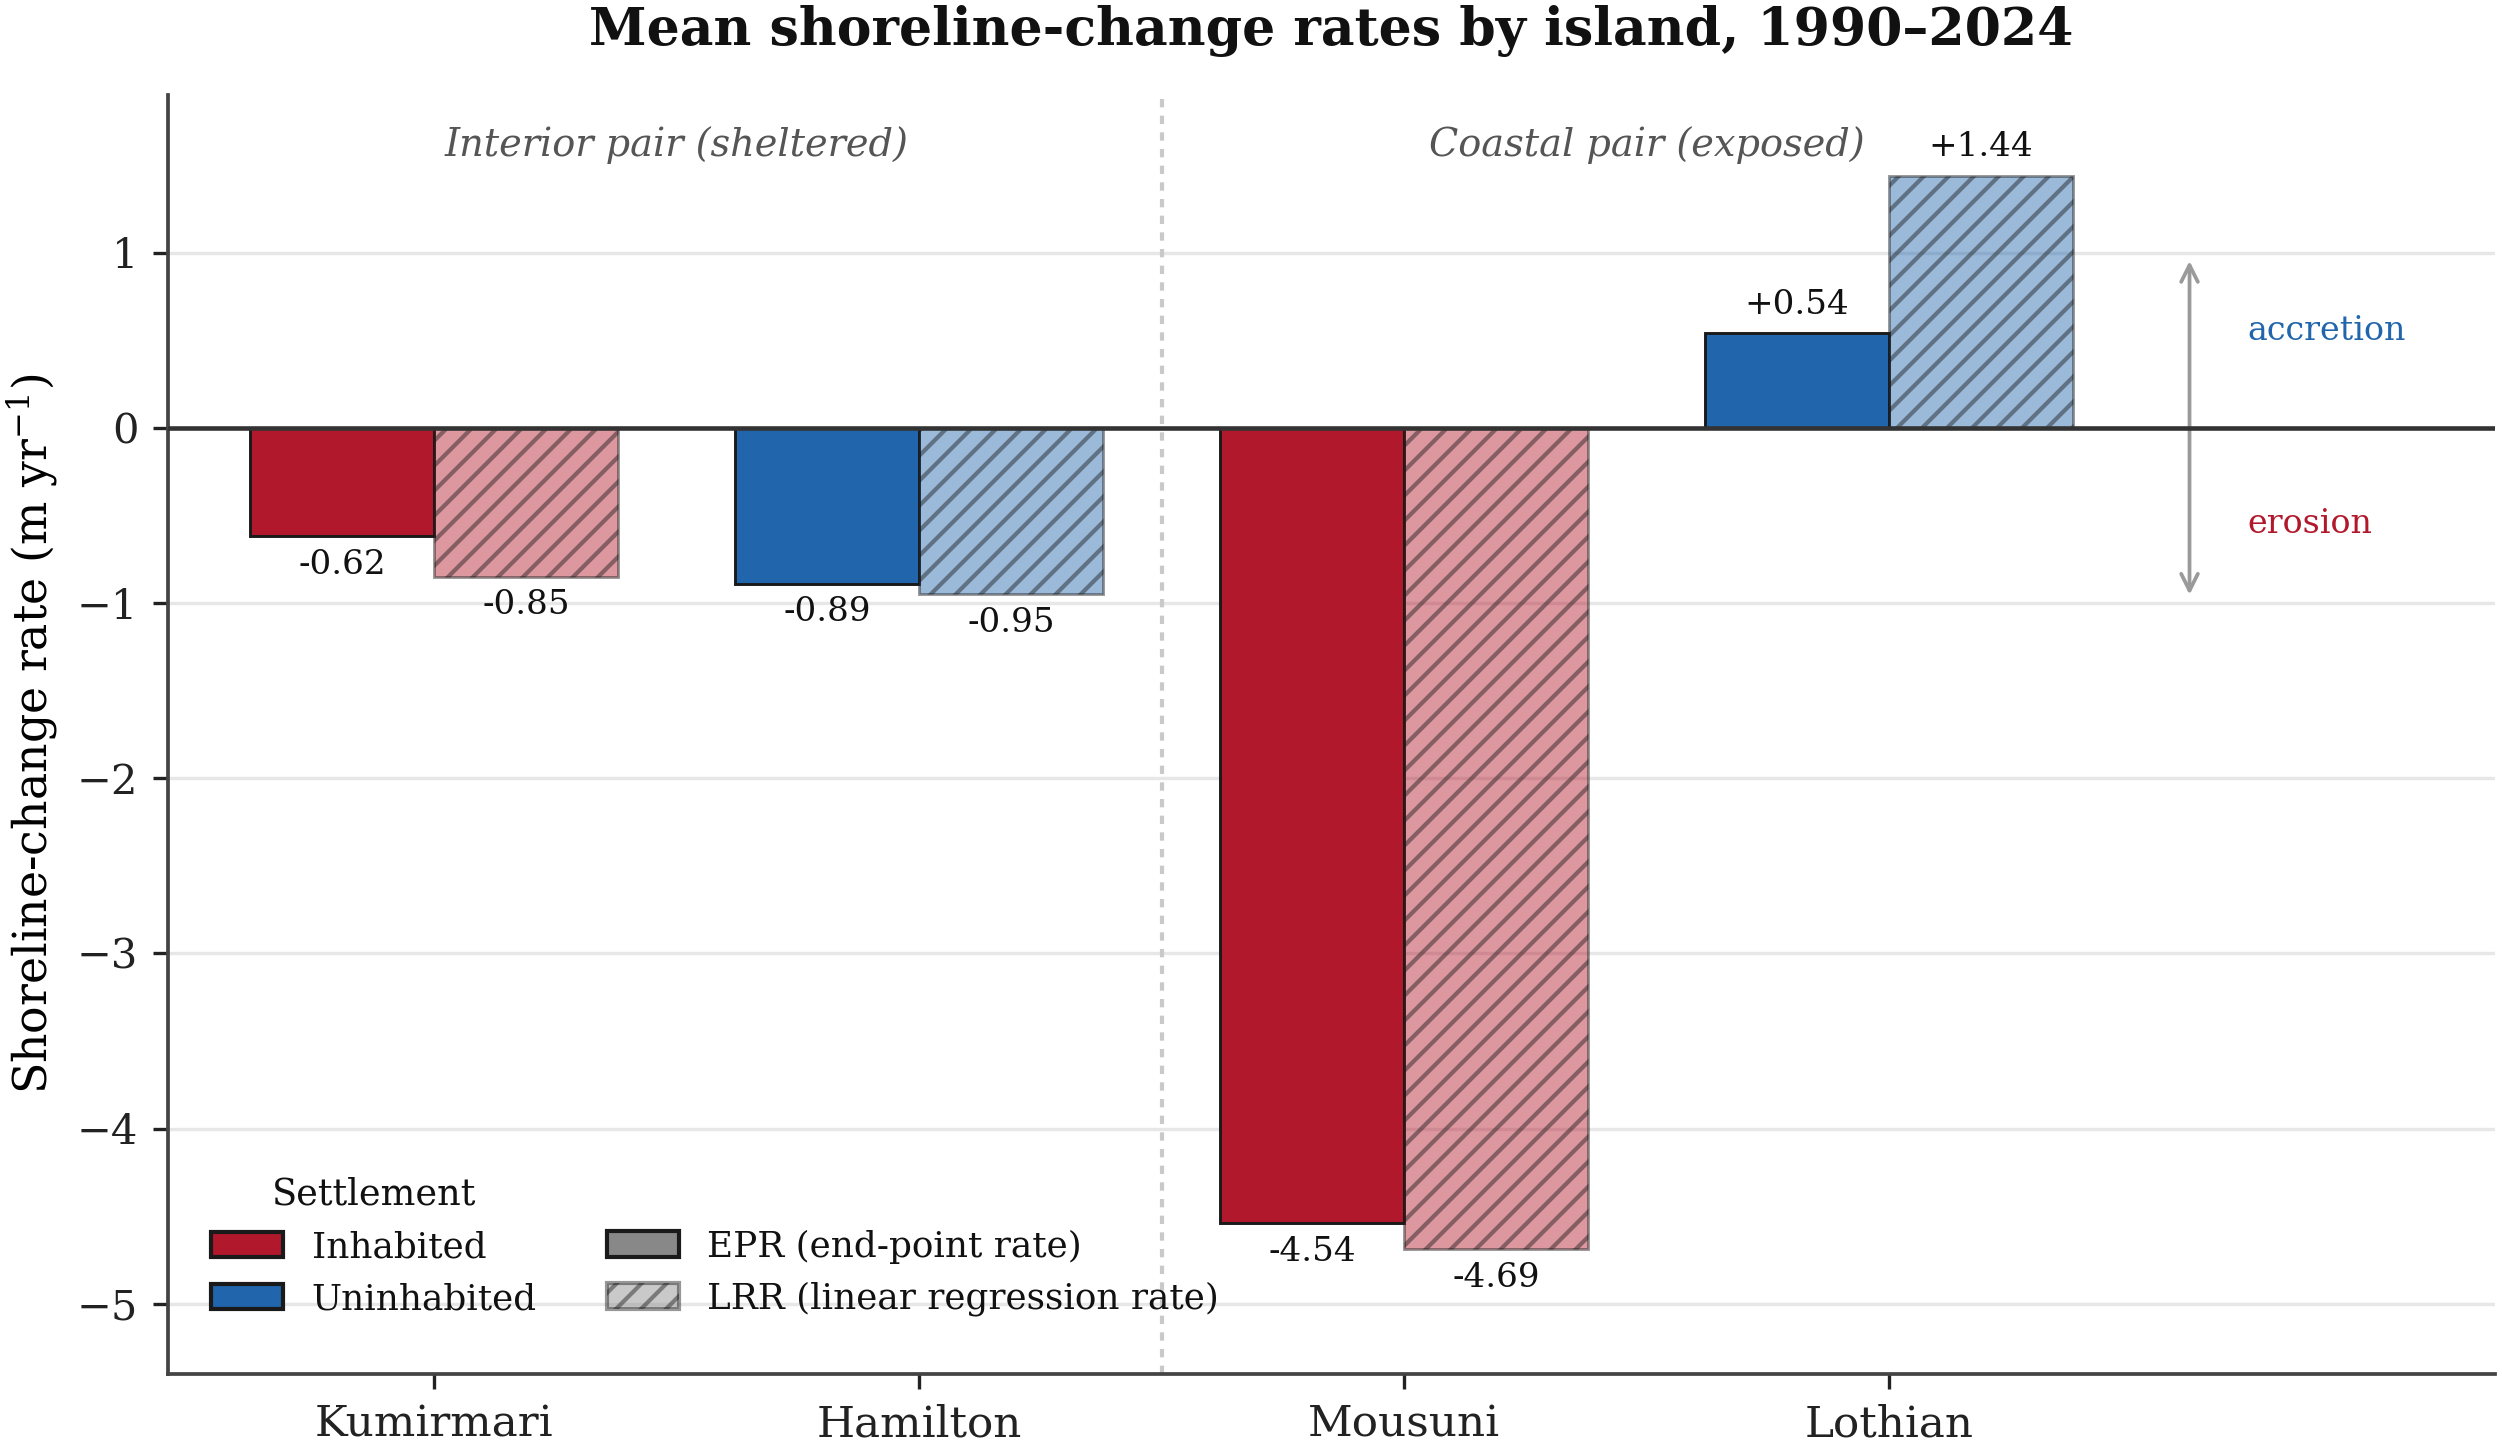 Mean shoreline-change rates by island, 1990–2024
Interior pair (sheltered)
Coastal pair (exposed)
+1.44
+0.54
accretion
erosion
Shoreline-change rate (m yr⁻¹)
1
0
−1
−2
−3
−4
−5
-0.62
-0.85
-0.89
-0.95
-4.54
-4.69
Settlement
Inhabited
Uninhabited
EPR (end-point rate)
LRR (linear regression rate)
Kumirmari
Hamilton
Mousuni
Lothian